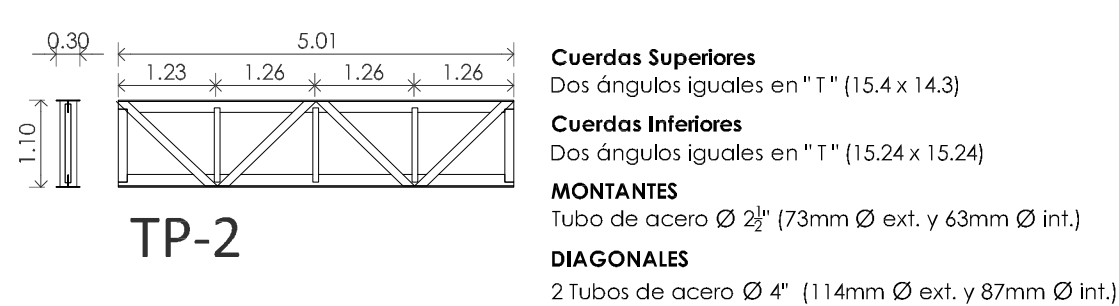 0.30
5.01
1.23
1.26
1.26
1.26
1.10
TP-2
Cuerdas Superiores
Dos ángulos iguales en "T" (15.4 x 14.3)
Cuerdas Inferiores
Dos ángulos iguales en "T" (15.24 x 15.24)
MONTANTES
Tubo de acero Ø 2½" (73mm Ø ext. y 63mm Ø int.)
DIAGONALES
2 Tubos de acero Ø 4" (114mm Ø ext. y 87mm Ø int.)